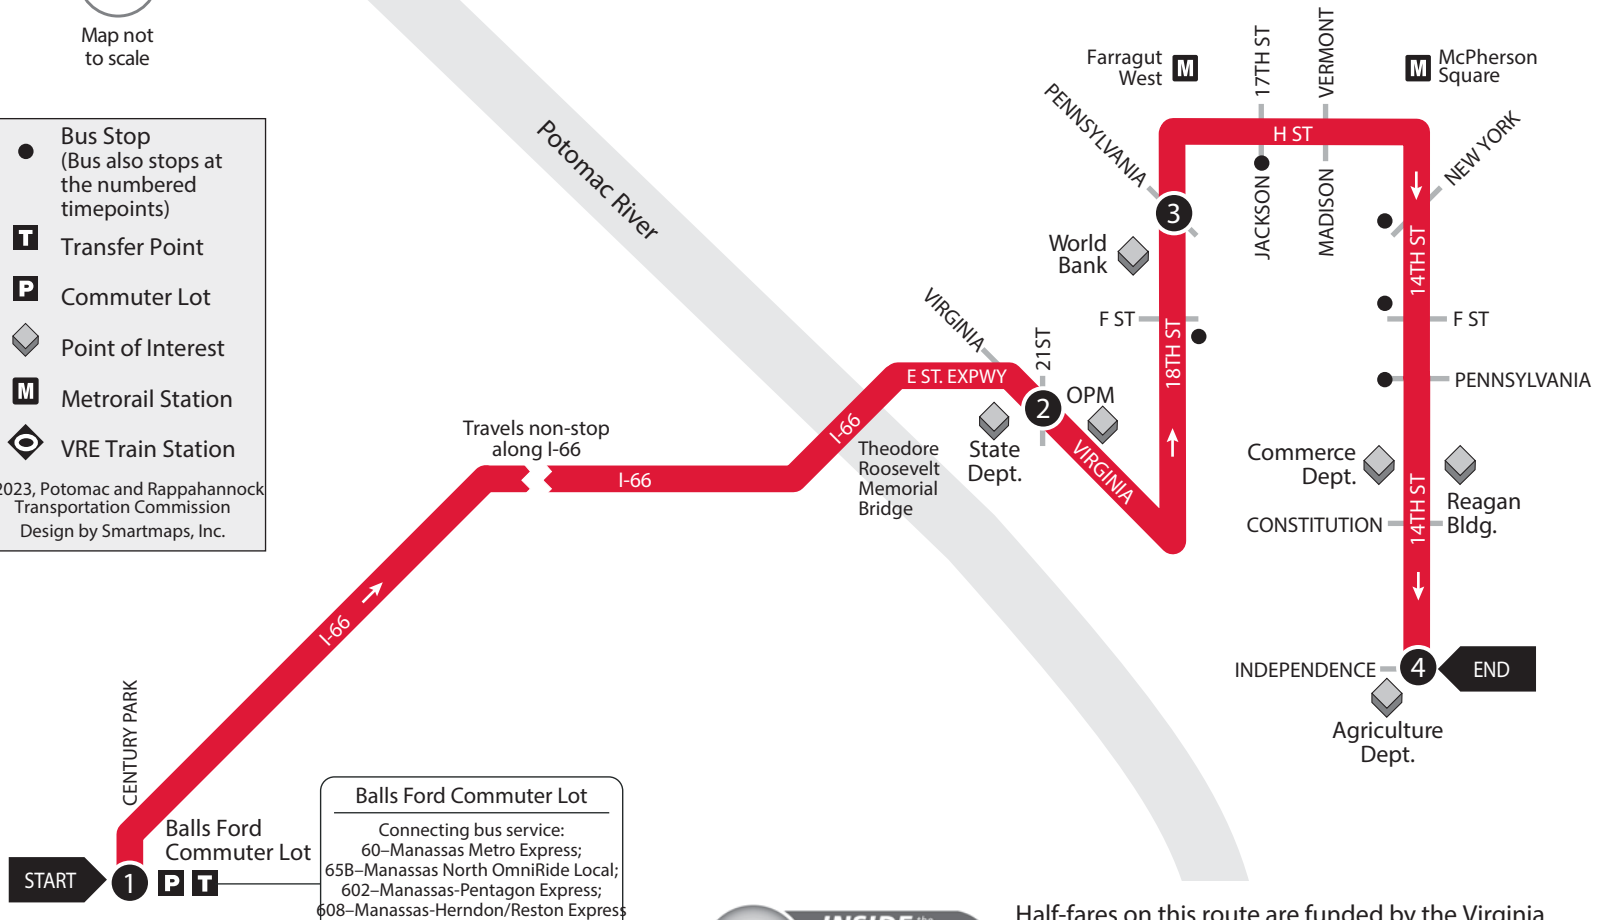 Map not
to scale
Bus Stop
(Bus also stops at
the numbered
timepoints)
T
Transfer Point
P
Commuter Lot
Point of Interest
M
Metrorail Station
VRE Train Station
2023, Potomac and Rappahannock
Transportation Commission
Design by Smartmaps, Inc.
Potomac River
Travels non-stop
along I-66
I-66
I-66
I-66
Theodore
Roosevelt
Memorial
Bridge
E ST. EXPWY
VIRGINIA
21ST
2
OPM
State
Dept.
VIRGINIA
18TH ST
F ST
World
Bank
3
PENNSYLVANIA
Farragut
West
M
17TH ST
VERMONT
H ST
JACKSON
MADISON
M
McPherson
Square
NEW YORK
14TH ST
F ST
PENNSYLVANIA
Commerce
Dept.
Reagan
Bldg.
14TH ST
CONSTITUTION
INDEPENDENCE
4
END
Agriculture
Dept.
CENTURY PARK
START
1
Balls Ford
Commuter Lot
P T
Balls Ford Commuter Lot
Connecting bus service:
60–Manassas Metro Express;
65B–Manassas North OmniRide Local;
602–Manassas-Pentagon Express;
608–Manassas-Herndon/Reston Express
INSIDE the
Half-fares on this route are funded by the Virginia